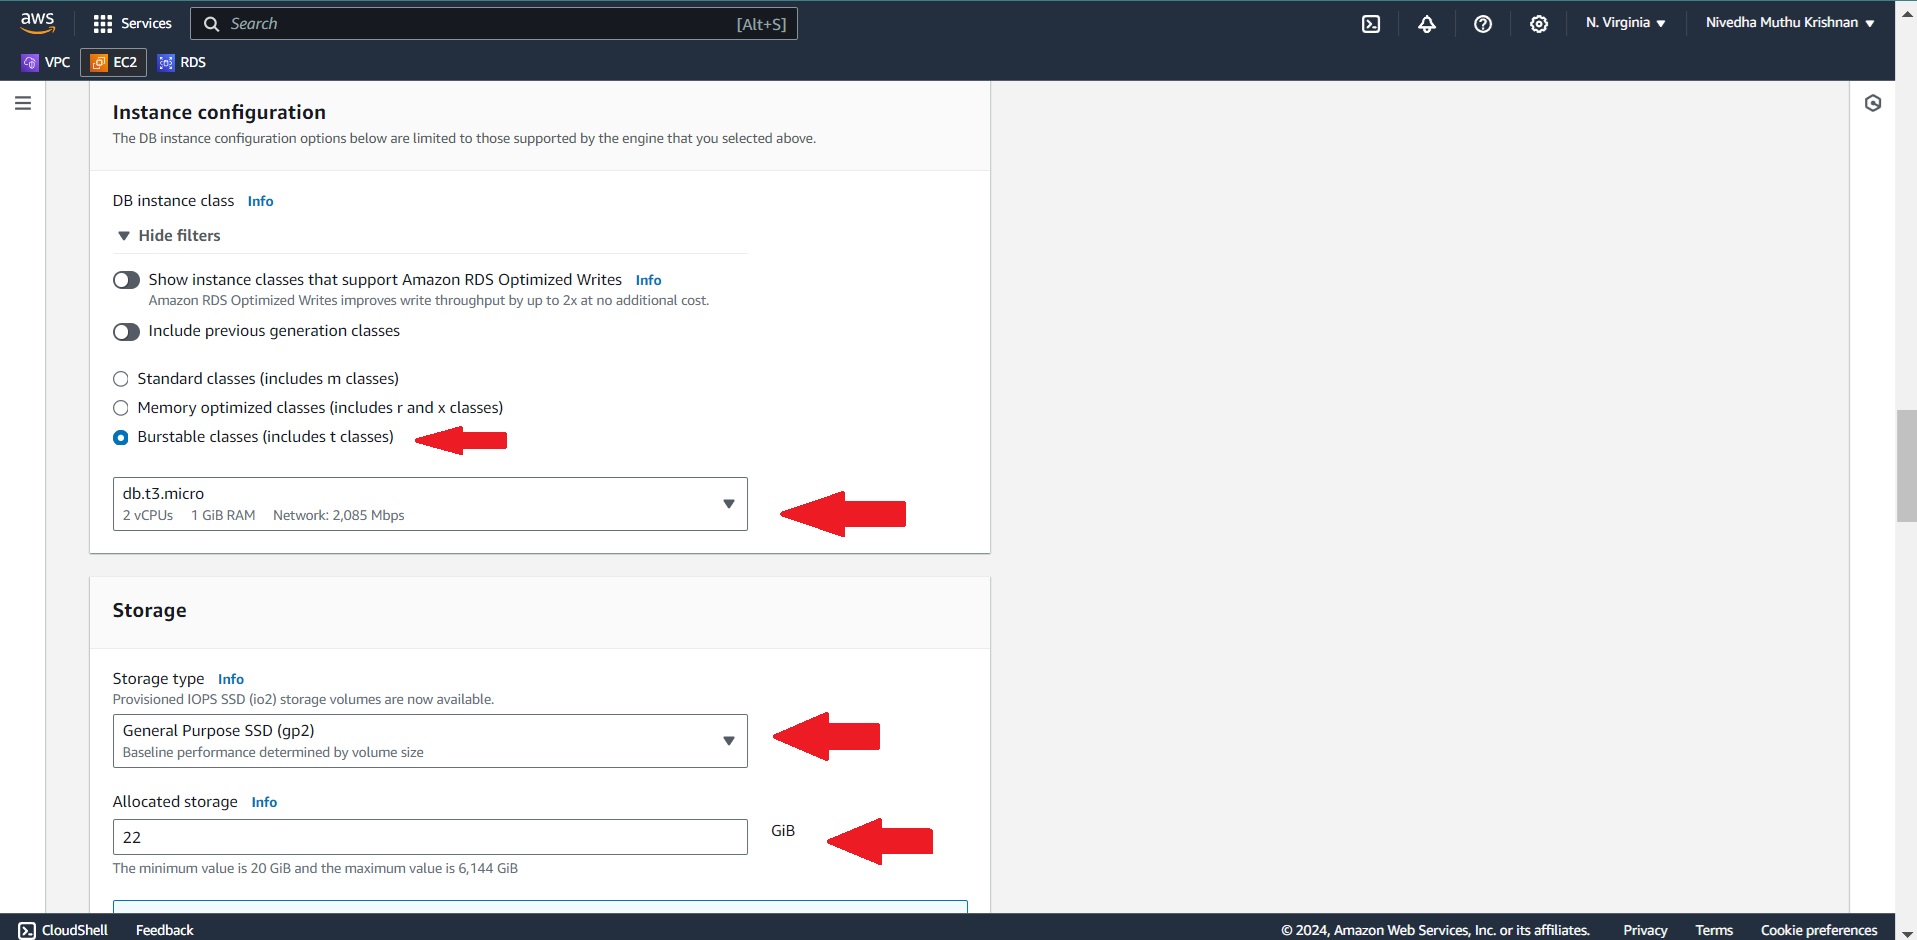 aws Services Search [Alt+S] N. Virginia Nivedha Muthu Krishnan
VPC EC2 RDS
Instance configuration
The DB instance configuration options below are limited to those supported by the engine that you selected above.
DB instance class Info
Hide filters
Show instance classes that support Amazon RDS Optimized Writes Info
Amazon RDS Optimized Writes improves write throughput by up to 2x at no additional cost.
Include previous generation classes
Standard classes (includes m classes)
Memory optimized classes (includes r and x classes)
Burstable classes (includes t classes)
db.t3.micro
2 vCPUs 1 GiB RAM Network: 2,085 Mbps
Storage
Storage type Info
Provisioned IOPS SSD (io2) storage volumes are now available.
General Purpose SSD (gp2)
Baseline performance determined by volume size
Allocated storage Info
22 GiB
The minimum value is 20 GiB and the maximum value is 6,144 GiB
CloudShell Feedback © 2024, Amazon Web Services, Inc. or its affiliates. Privacy Terms Cookie preferences